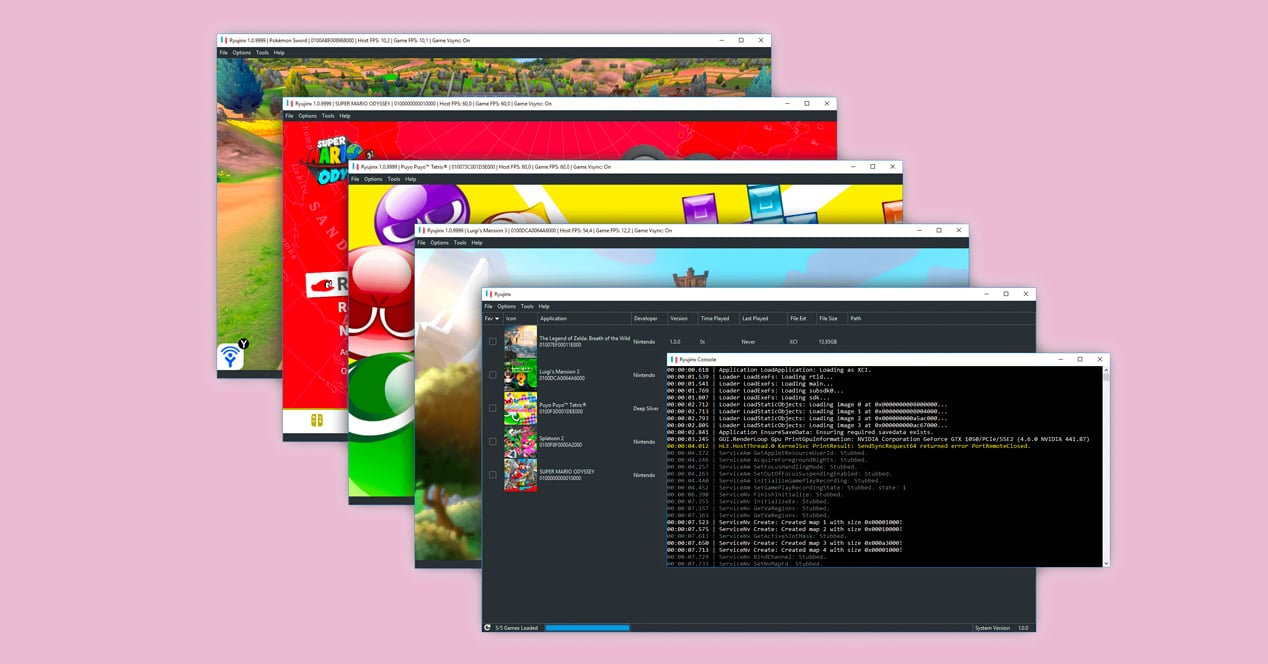 Ryujinx 1.0.9999 | Pokémon Sword | 0100ABF008968000 | Host FPS: 10,2 | Game FPS: 10,1 | Game Vsync: On
File Options Tools Help
Ryujinx 1.0.9999 | SUPER MARIO ODYSSEY | 0100000000010000 | Host FPS: 60,0 | Game FPS: 60,0 | Game Vsync: On
File Options Tools Help
SUPER
MARIO
ODY
SAND
Ryujinx 1.0.9999 | Puyo Puyo™ Tetris® | 010073C001D5E000 | Host FPS: 60,0 | Game FPS: 60,0 | Game Vsync: On
File Options Tools Help
Ryujinx 1.0.9999 | Luigi's Mansion 3 | 0100DCA0064A6000 | Host FPS: 54,4 | Game FPS: 12,2 | Game Vsync: On
File Options Tools Help
Y
R
R
N
Ryujinx
File Options Tools Help
Fav Icon Application Developer Version Time Played Last Played File Ext File Size Path
The Legend of Zelda: Breath of the Wild
01007EF00011E000
Nintendo 1.0.0 0s Never XCI 13,85GB
Luigi's Mansion 3
0100DCA0064A6000
Nintendo
Puyo Puyo™ Tetris®
0100F3D001DEE000
Deep Silver
Splatoon 2
0100F8F0000A2000
Nintendo
SUPER MARIO ODYSSEY
0100000000010000
Nintendo
Ryujinx Console
00:00:00.618 | Application LoadApplication: Loading as XCI.
00:00:01.539 | Loader LoadExeFs: Loading rtld...
00:00:01.541 | Loader LoadExeFs: Loading main...
00:00:01.769 | Loader LoadExeFs: Loading subsdk0...
00:00:01.807 | Loader LoadExeFs: Loading sdk...
00:00:02.712 | Loader LoadStaticObjects: Loading image 0 at 0x0000000008000000...
00:00:02.713 | Loader LoadStaticObjects: Loading image 1 at 0x0000000008004000...
00:00:02.793 | Loader LoadStaticObjects: Loading image 2 at 0x000000000a5ac000...
00:00:02.805 | Loader LoadStaticObjects: Loading image 3 at 0x000000000ac67000...
00:00:02.841 | Application EnsureSaveData: Ensuring required savedata exists.
00:00:03.245 | GUI.RenderLoop Gpu PrintGpuInformation: NVIDIA Corporation GeForce GTX 1050/PCIe/SSE2 (4.6.0 NVIDIA 441.87)
00:00:04.012 | HLE.HostThread.0 KernelSvc PrintResult: SendSyncRequest64 returned error PortRemoteClosed.
00:00:04.172 | ServiceAm GetAppletResourceUserId: Stubbed.
00:00:04.246 | ServiceAm AcquireForegroundRights: Stubbed.
00:00:04.257 | ServiceAm SetFocusHandlingMode: Stubbed.
00:00:04.263 | ServiceAm SetOutOfFocusSuspendingEnabled: Stubbed.
00:00:04.440 | ServiceAm InitializeGamePlayRecording: Stubbed.
00:00:04.452 | ServiceAm SetGamePlayRecordingState: Stubbed. state: 1
00:00:06.398 | ServiceNv FinishInitialize: Stubbed.
00:00:07.355 | ServiceNv InitializeEx: Stubbed.
00:00:07.357 | ServiceNv GetVaRegions: Stubbed.
00:00:07.361 | ServiceNv GetVaRegions: Stubbed.
00:00:07.523 | ServiceNv Create: Created map 1 with size 0x00001000!
00:00:07.575 | ServiceNv Create: Created map 2 with size 0x00010000!
00:00:07.611 | ServiceNv GetActiveSlotMask: Stubbed.
00:00:07.650 | ServiceNv Create: Created map 3 with size 0x000a3000!
00:00:07.713 | ServiceNv Create: Created map 4 with size 0x00001000!
00:00:07.729 | ServiceNv BindChannel: Stubbed.
00:00:07.733 | ServiceNv SetNvMapFd: Stubbed.
5/5 Games Loaded
System Version 1.0.0